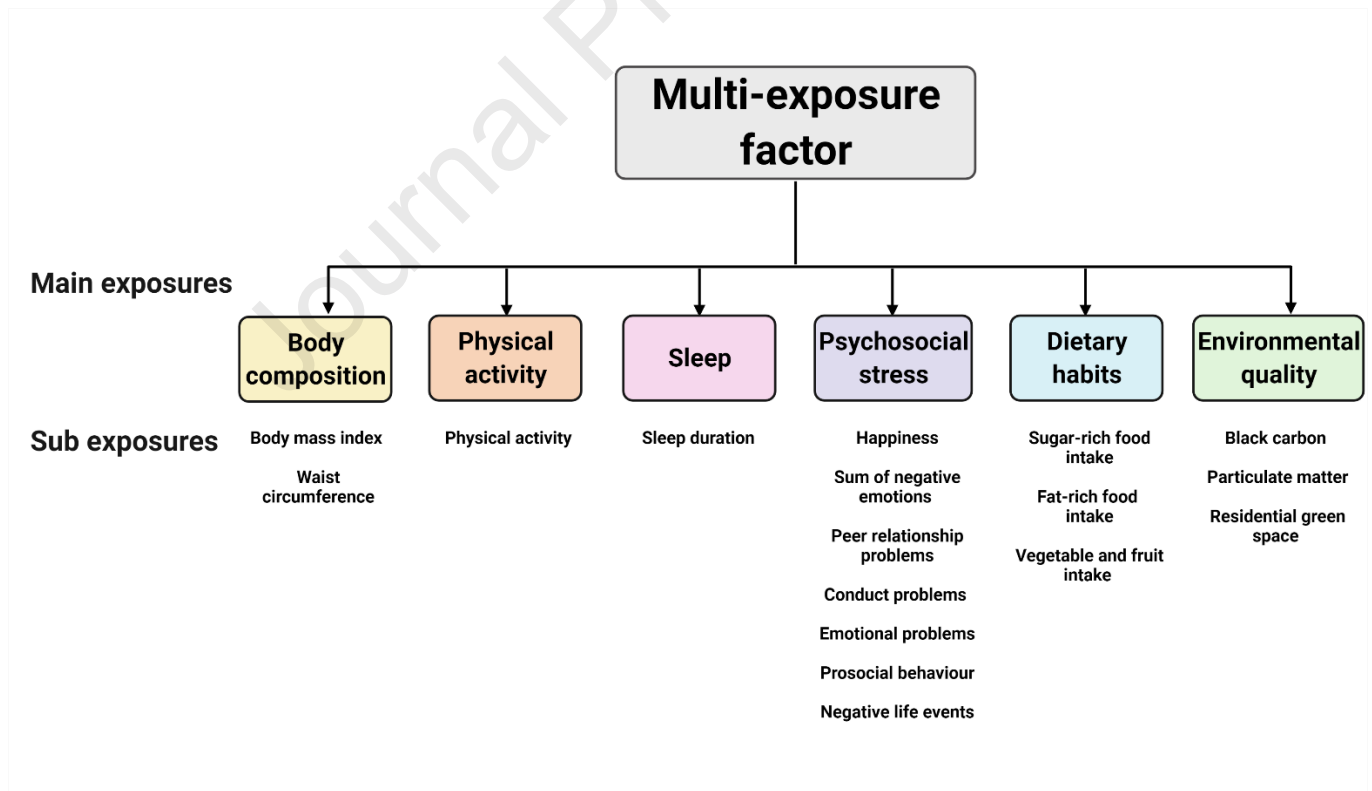 Journal P
Multi-exposure
factor
Main exposures
Body
composition
Physical
activity
Sleep
Psychosocial
stress
Dietary
habits
Environmental
quality
Sub exposures
Body mass index
Waist
circumference
Physical activity
Sleep duration
Happiness
Sum of negative
emotions
Peer relationship
problems
Conduct problems
Emotional problems
Prosocial behaviour
Negative life events
Sugar-rich food
intake
Fat-rich food
intake
Vegetable and fruit
intake
Black carbon
Particulate matter
Residential green
space